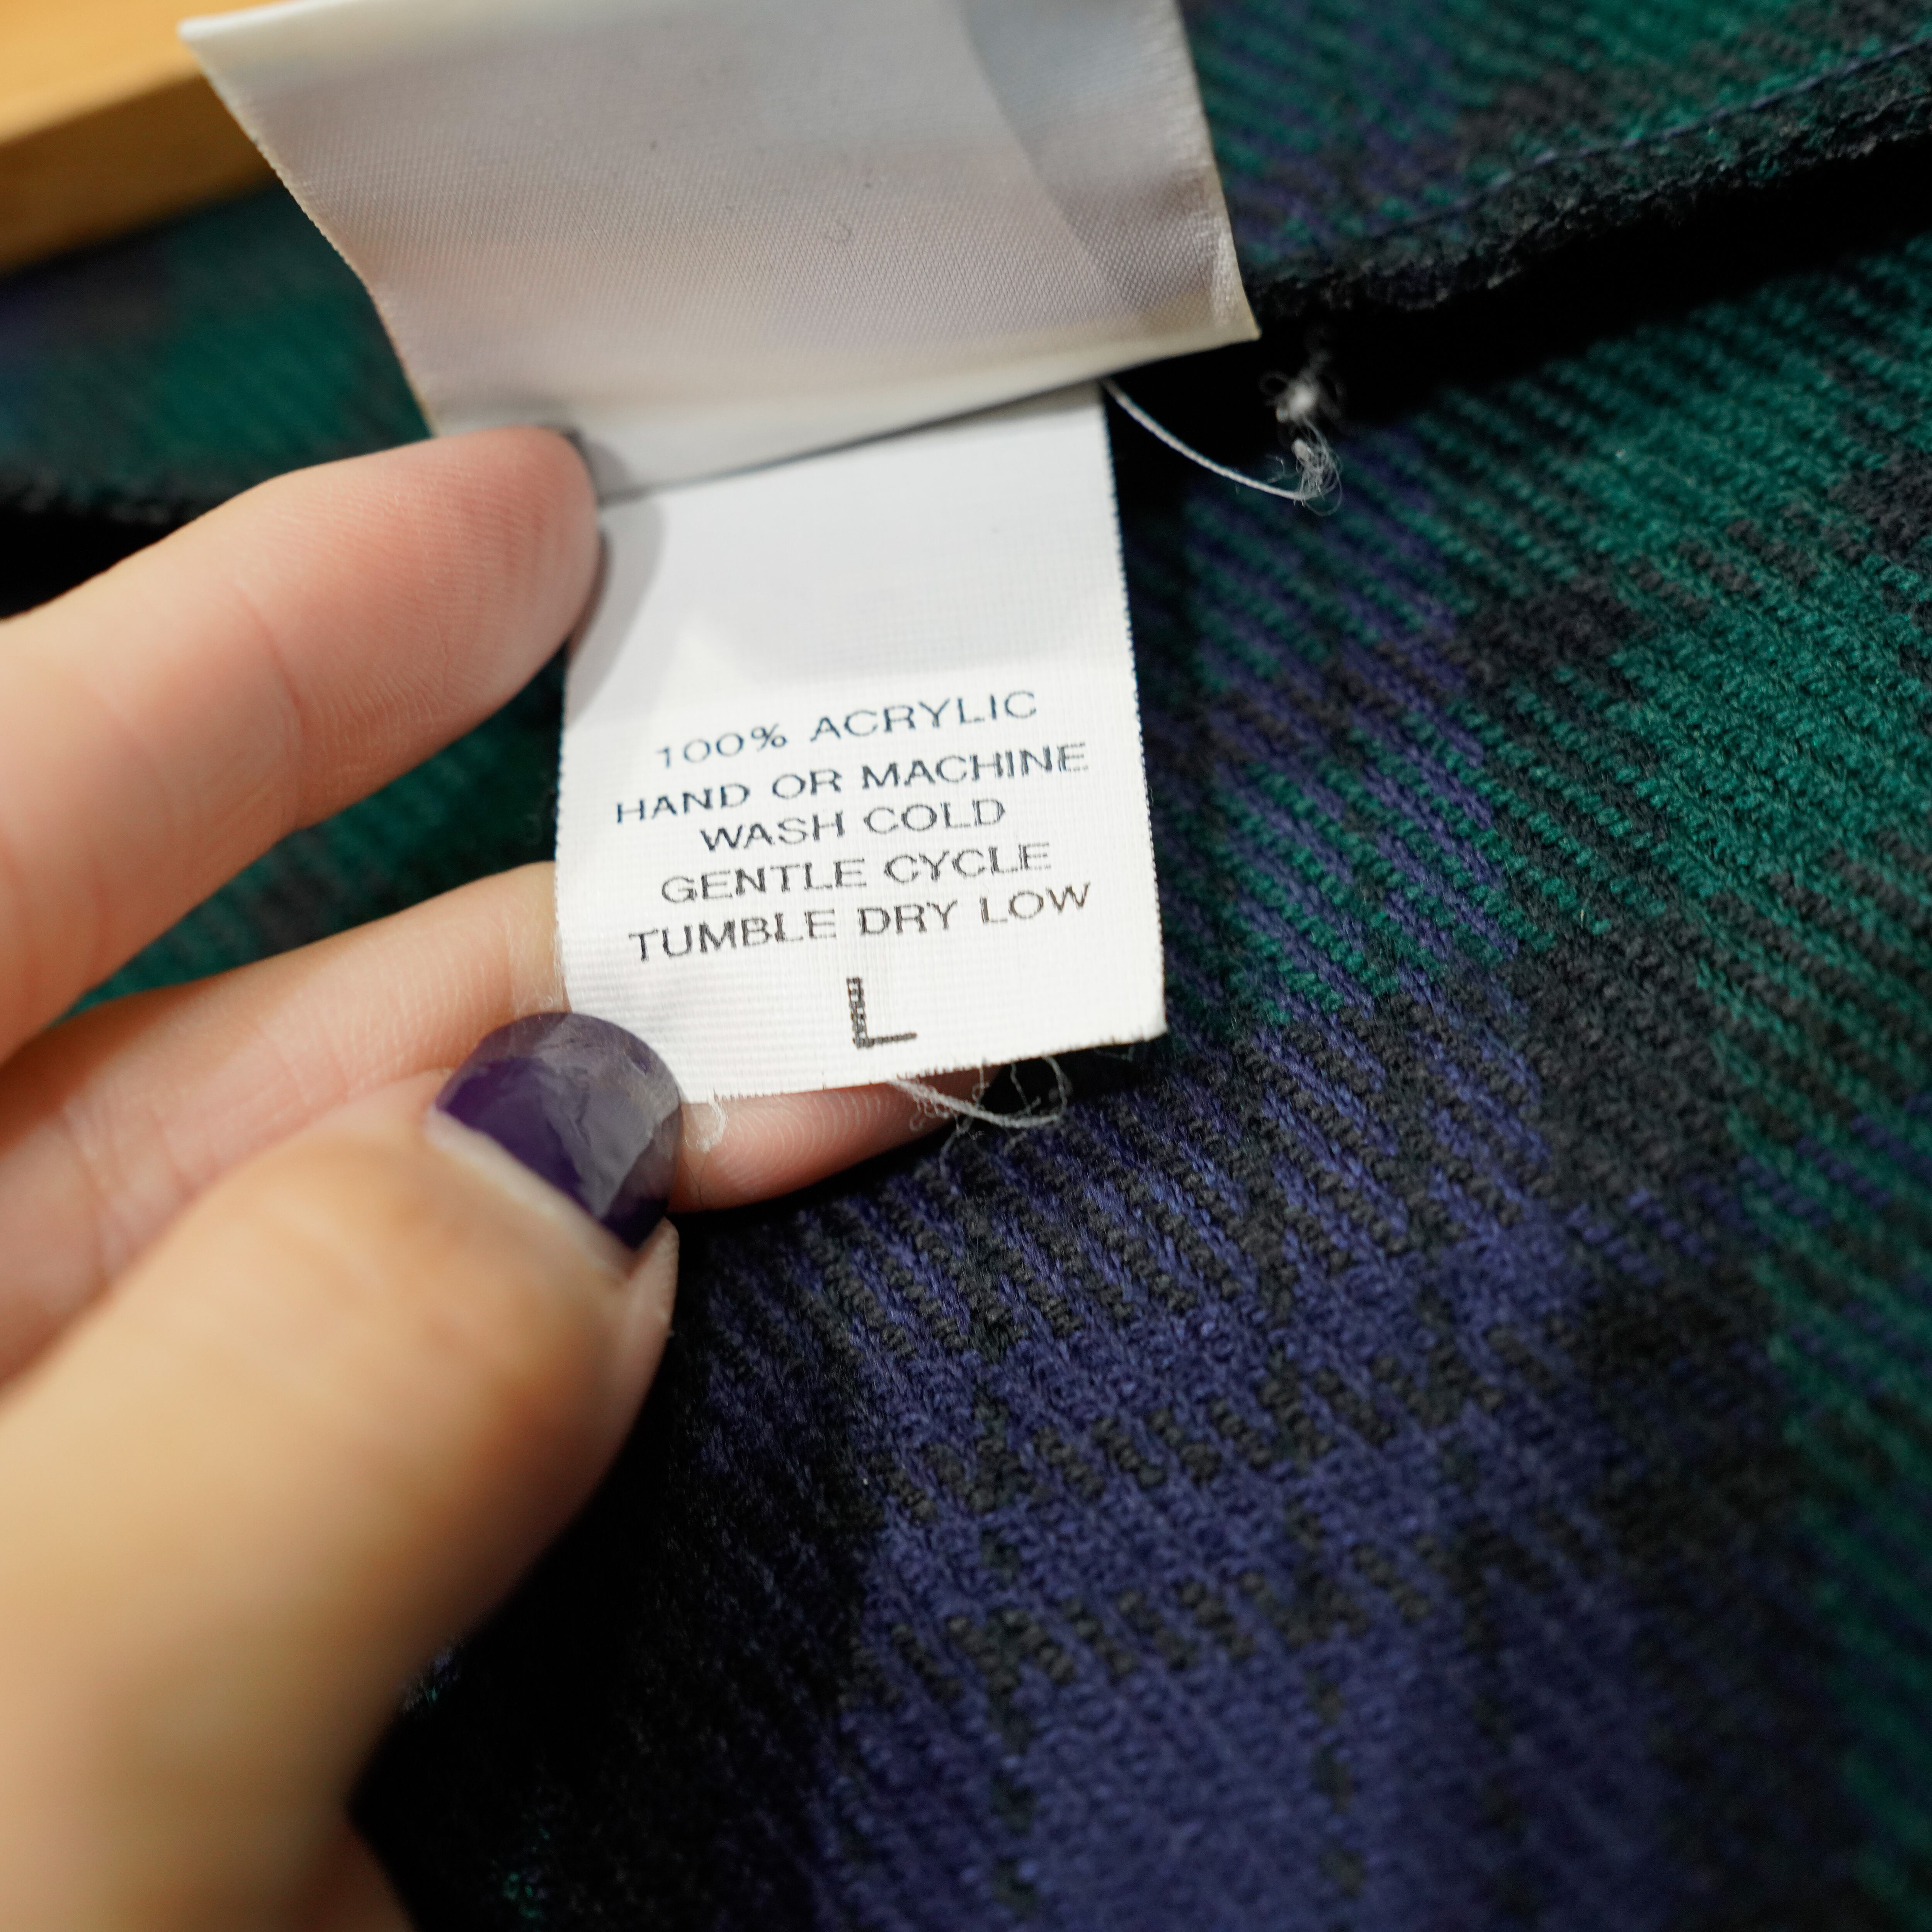 100% ACRYLIC
HAND OR MACHINE
WASH COLD
GENTLE CYCLE
TUMBLE DRY LOW
L